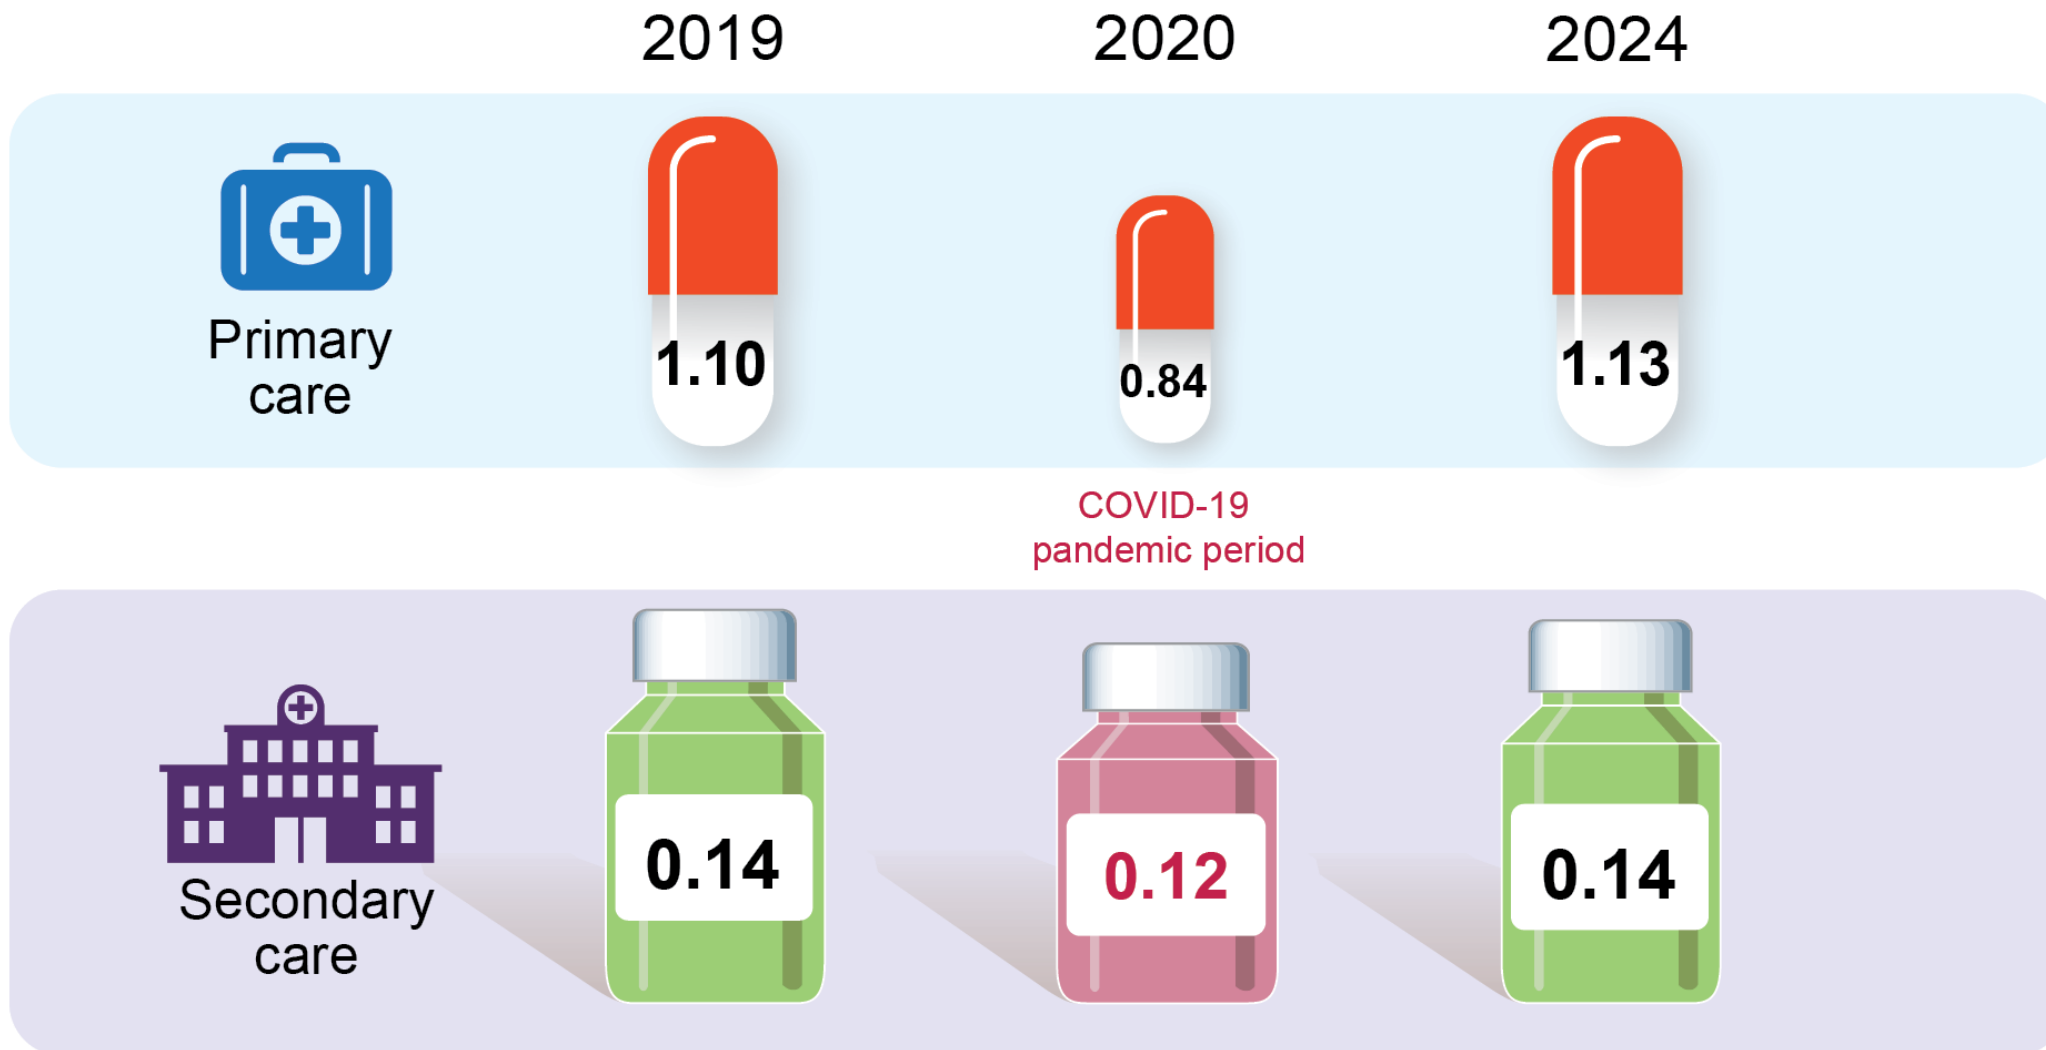 2019 2020 2024
Primary
care
1.10 0.84 1.13
COVID-19
pandemic period
Secondary
care
0.14 0.12 0.14